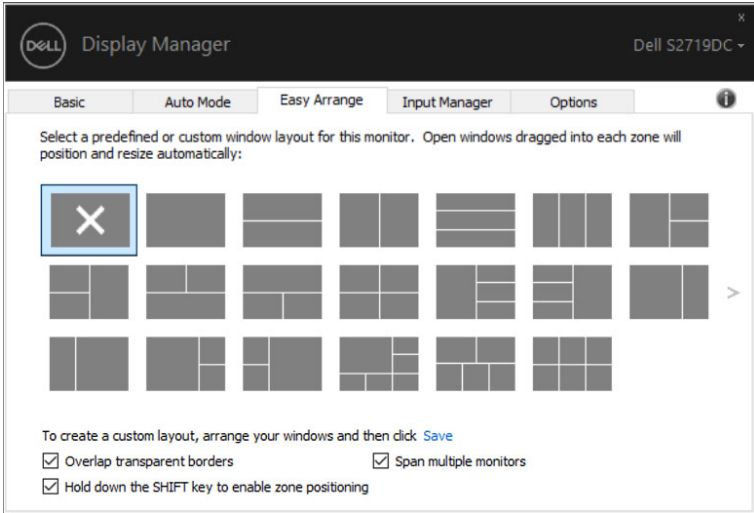 x
DELL Display Manager Dell S2719DC
Basic Auto Mode Easy Arrange Input Manager Options i
Select a predefined or custom window layout for this monitor. Open windows dragged into each zone will
position and resize automatically:
>
To create a custom layout, arrange your windows and then click Save
Overlap transparent borders Span multiple monitors
Hold down the SHIFT key to enable zone positioning